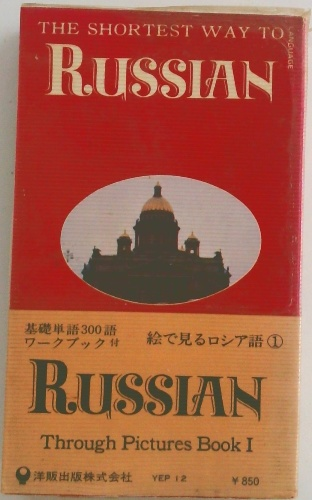 THE SHORTEST WAY TO
RUSSIAN
LANGUAGE
基礎単語300語
ワークブック付
絵で見るロシア語①
RUSSIAN
Through Pictures Book I
洋販出版株式会社 YEP 12 ¥850